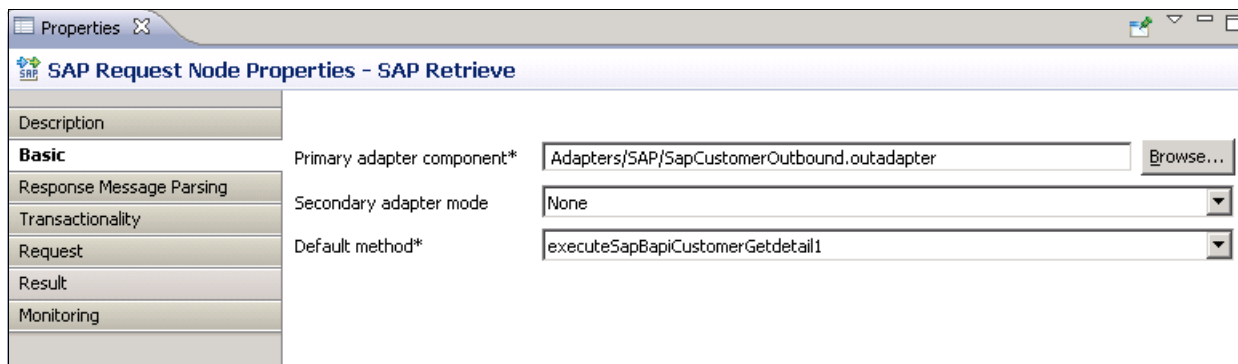 Properties
SAP SAP Request Node Properties - SAP Retrieve
Description
Basic
Primary adapter component* Adapters/SAP/SapCustomerOutbound.outadapter Browse...
Response Message Parsing
Secondary adapter mode None
Transactionality
Default method* executeSapBapiCustomerGetdetail1
Request
Result
Monitoring